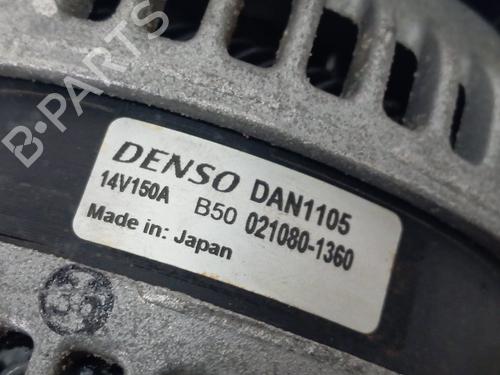 B-PARTS
DENSO DAN1105
14V150A B50 021080-1360
Made in: Japan